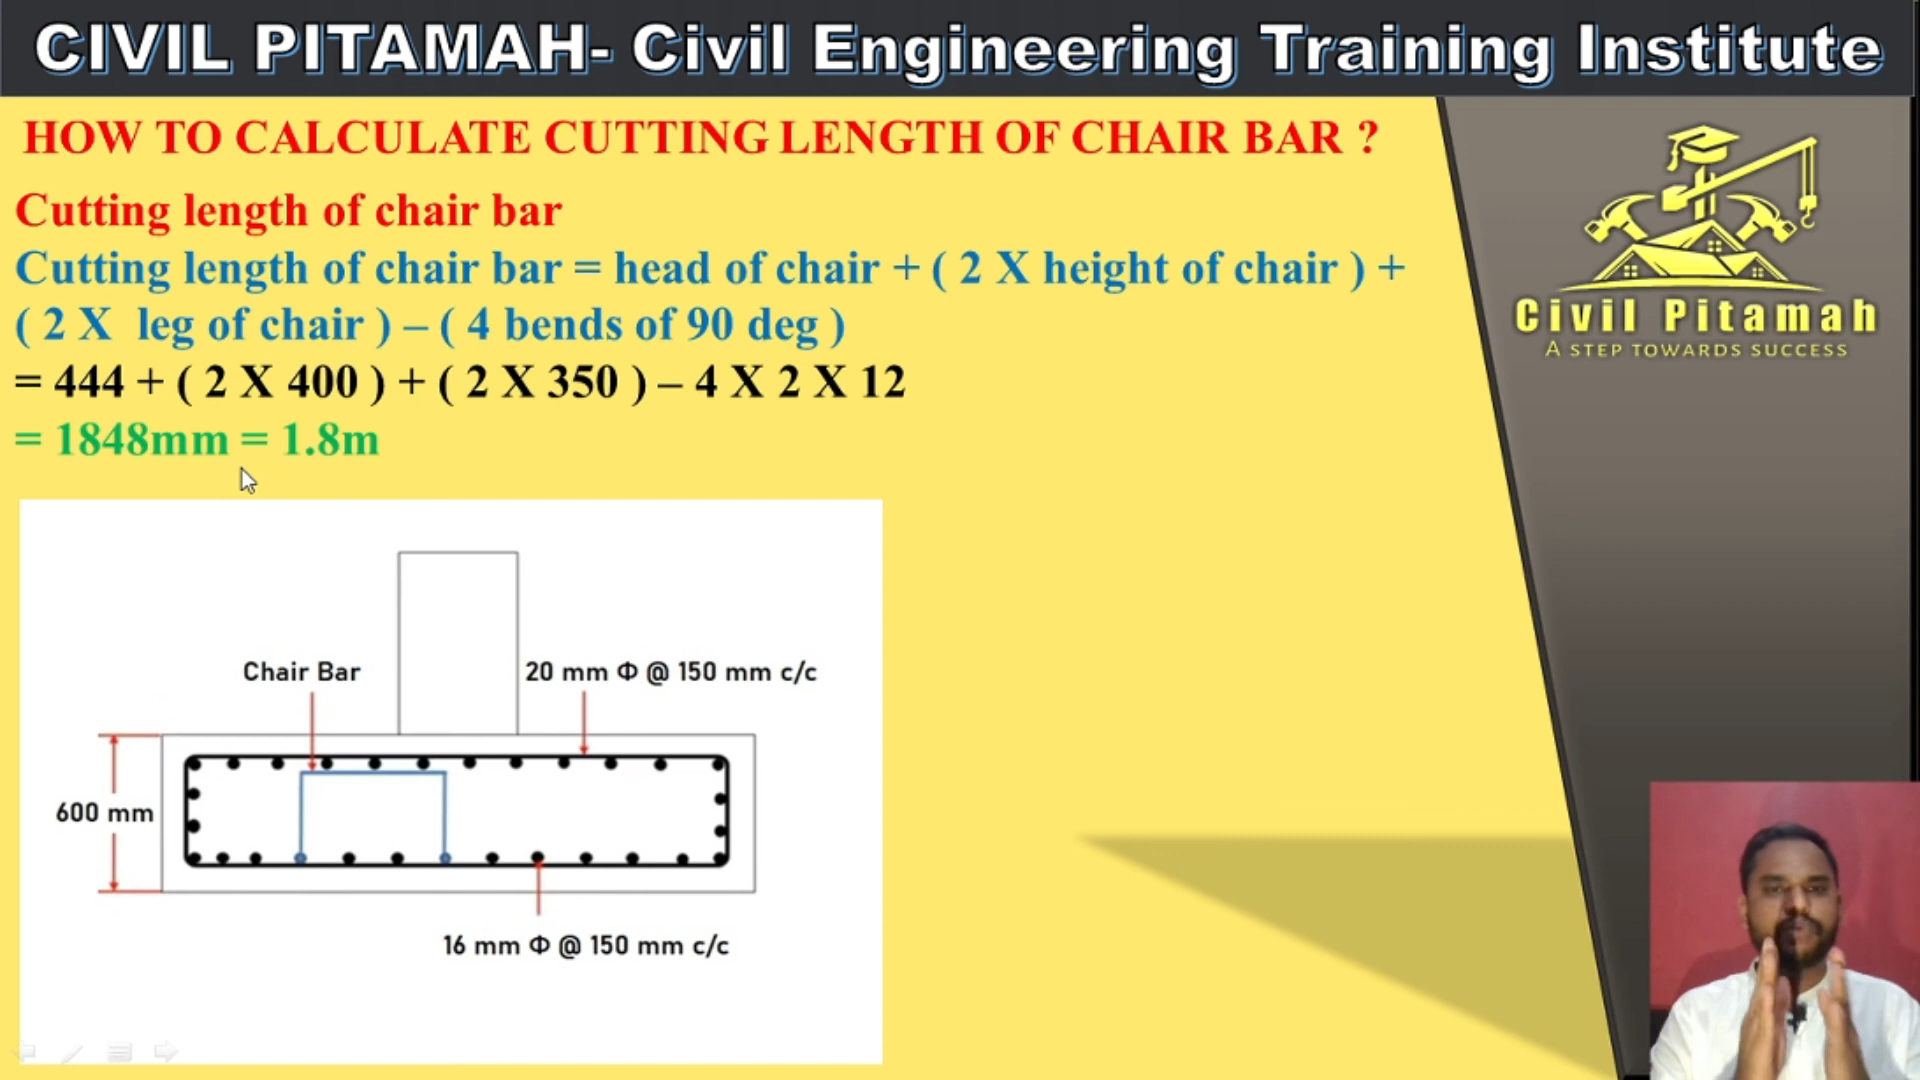 CIVIL PITAMAH- Civil Engineering Training Institute
HOW TO CALCULATE CUTTING LENGTH OF CHAIR BAR ?
Cutting length of chair bar
Cutting length of chair bar = head of chair + ( 2 X height of chair ) +
( 2 X leg of chair ) – ( 4 bends of 90 deg )
= 444 + ( 2 X 400 ) + ( 2 X 350 ) – 4 X 2 X 12
= 1848mm = 1.8m
Civil Pitamah
A STEP TOWARDS SUCCESS
Chair Bar
20 mm Φ @ 150 mm c/c
600 mm
16 mm Φ @ 150 mm c/c